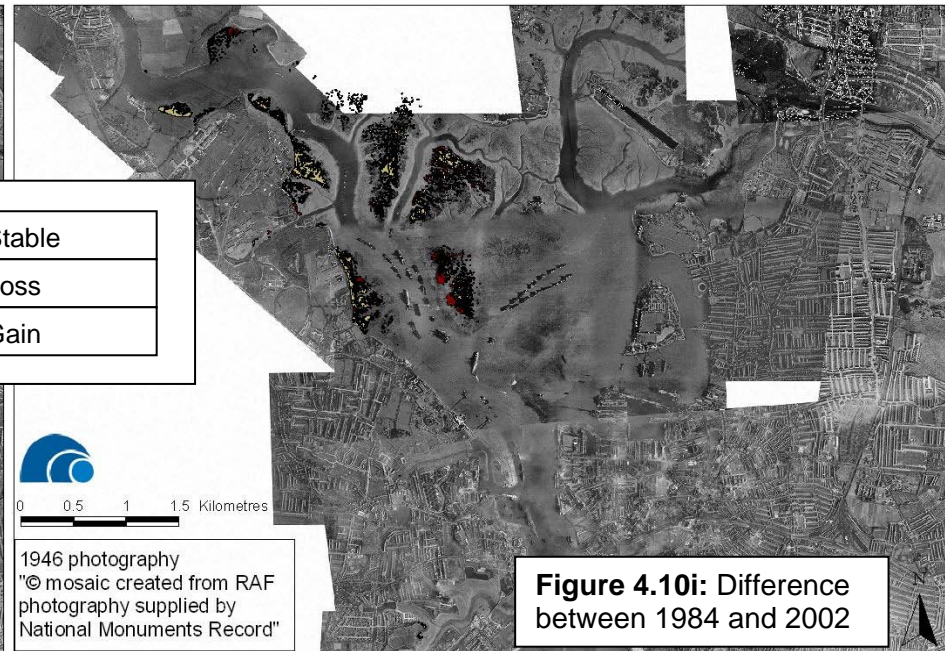 Stable
oss
Gain
0 0.5 1 1.5 Kilometres
1946 photography
"© mosaic created from RAF
photography supplied by
National Monuments Record"
Figure 4.10i: Difference
between 1984 and 2002
N